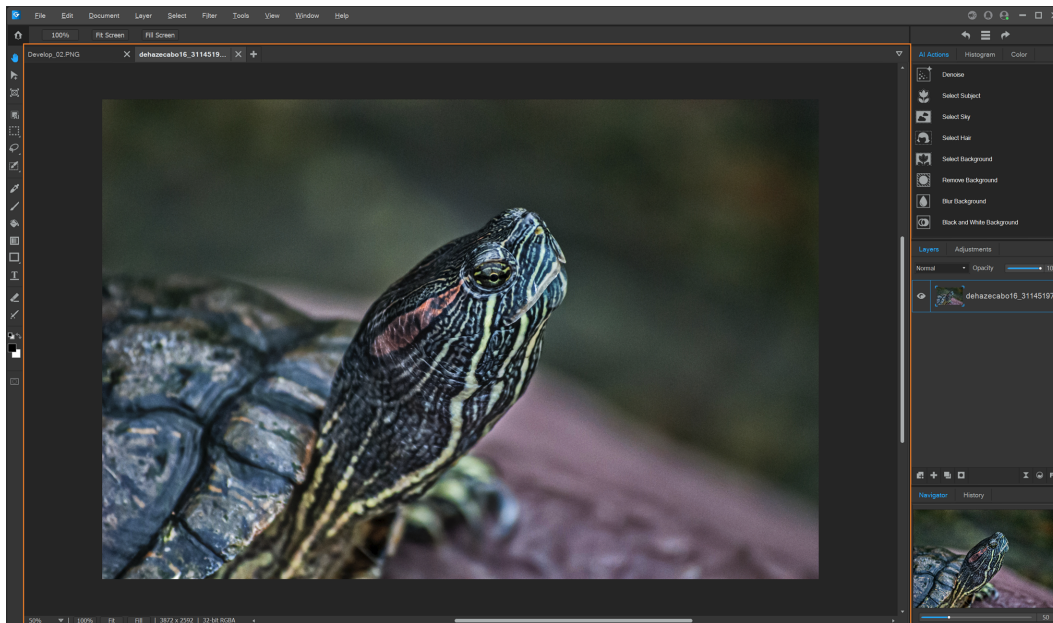 File Edit Document Layer Select Filter Tools View Window Help
100% Fit Screen Fill Screen
Develop_02.PNG dehazecabo16_3114519...
AI Actions Histogram Color
Denoise
Select Subject
Select Sky
Select Hair
Select Background
Remove Background
Blur Background
Black and White Background
Layers Adjustments
Normal Opacity 10
dehazecabo16_31145197
Navigator History
50% 100% Fit Fill 3872 x 2592 32-bit RGBA
50